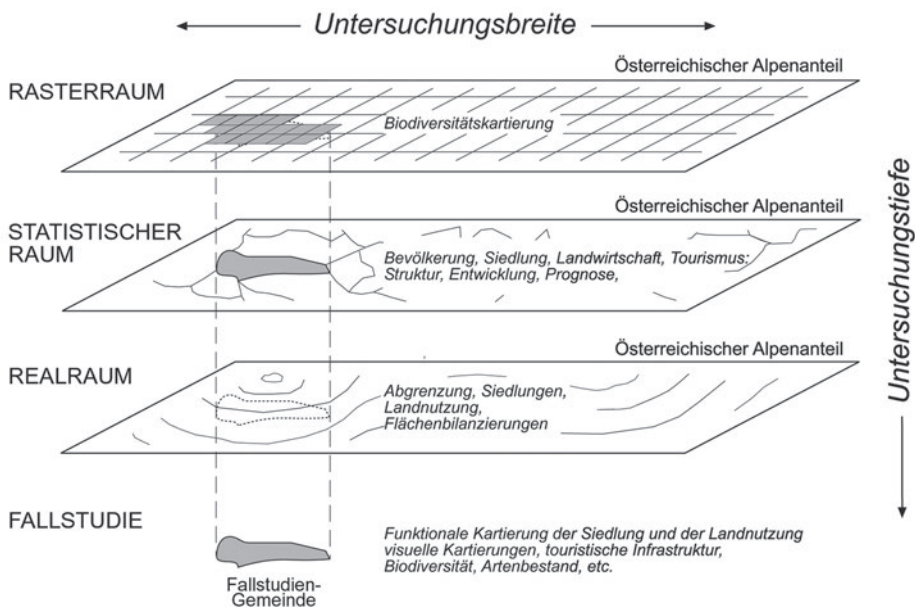 Untersuchungsbreite
Österreichischer Alpenanteil
RASTERRAUM
Biodiversitätskartierung
Österreichischer Alpenanteil
STATISTISCHER
RAUM
Bevölkerung, Siedlung, Landwirtschaft, Tourismus:
Struktur, Entwicklung, Prognose,
Österreichischer Alpenanteil
REALRAUM
Abgrenzung, Siedlungen,
Landnutzung,
Flächenbilanzierungen
FALLSTUDIE
Funktionale Kartierung der Siedlung und der Landnutzung
visuelle Kartierungen, touristische Infrastruktur,
Biodiversität, Artenbestand, etc.
Fallstudien-
Gemeinde
Untersuchungstiefe